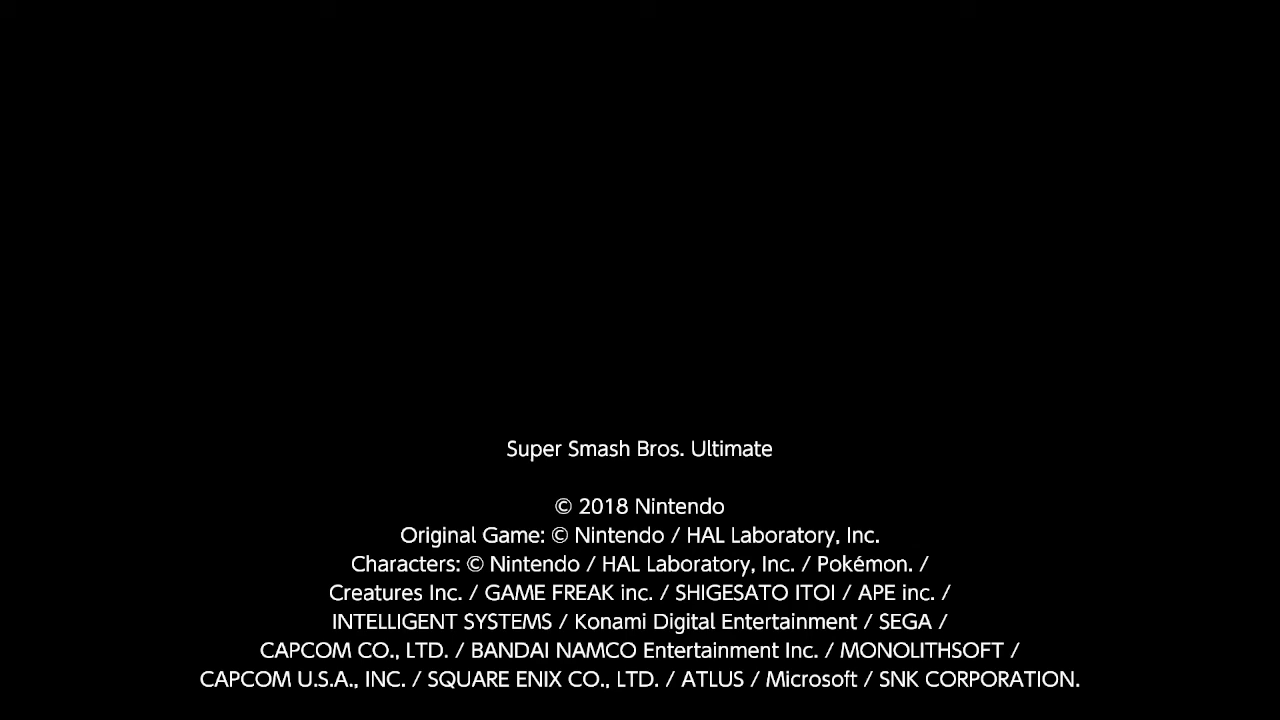 Super Smash Bros. Ultimate
© 2018 Nintendo
Original Game: © Nintendo / HAL Laboratory, Inc.
Characters: © Nintendo / HAL Laboratory, Inc. / Pokémon. /
Creatures Inc. / GAME FREAK inc. / SHIGESATO ITOI / APE inc. /
INTELLIGENT SYSTEMS / Konami Digital Entertainment / SEGA /
CAPCOM CO., LTD. / BANDAI NAMCO Entertainment Inc. / MONOLITHSOFT /
CAPCOM U.S.A., INC. / SQUARE ENIX CO., LTD. / ATLUS / Microsoft / SNK CORPORATION.